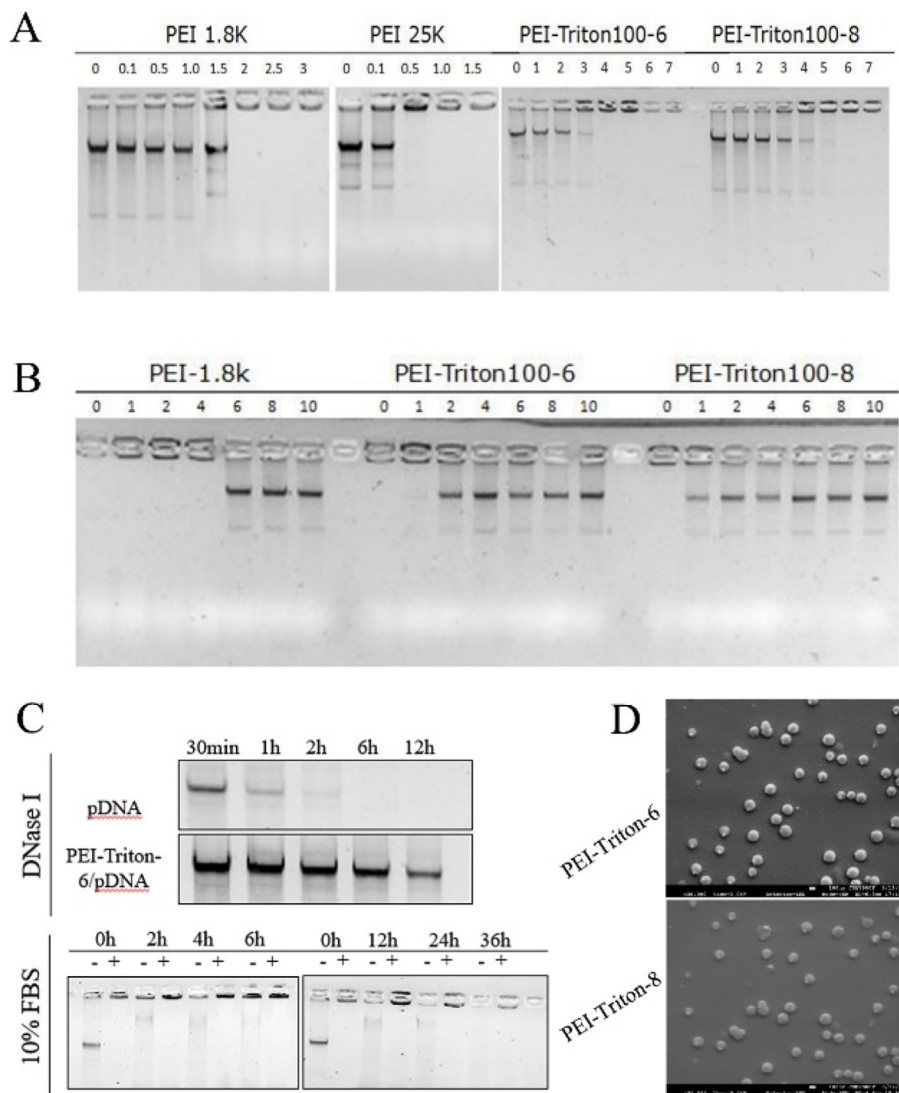 A
PEI 1.8K PEI 25K PEI-Triton100-6 PEI-Triton100-8
0 0.1 0.5 1.0 1.5 2 2.5 3 0 0.1 0.5 1.0 1.5 0 1 2 3 4 5 6 7 0 1 2 3 4 5 6 7
B
PEI-1.8k PEI-Triton100-6 PEI-Triton100-8
0 1 2 4 6 8 10 0 1 2 4 6 8 10 0 1 2 4 6 8 10
C
30min 1h 2h 6h 12h
DNase I
pDNA
PEI-Triton-
6/pDNA
0h 2h 4h 6h 0h 12h 24h 36h
- + - + - + - + - + - + - + - +
10% FBS
D
PEI-Triton-6
PEI-Triton-8